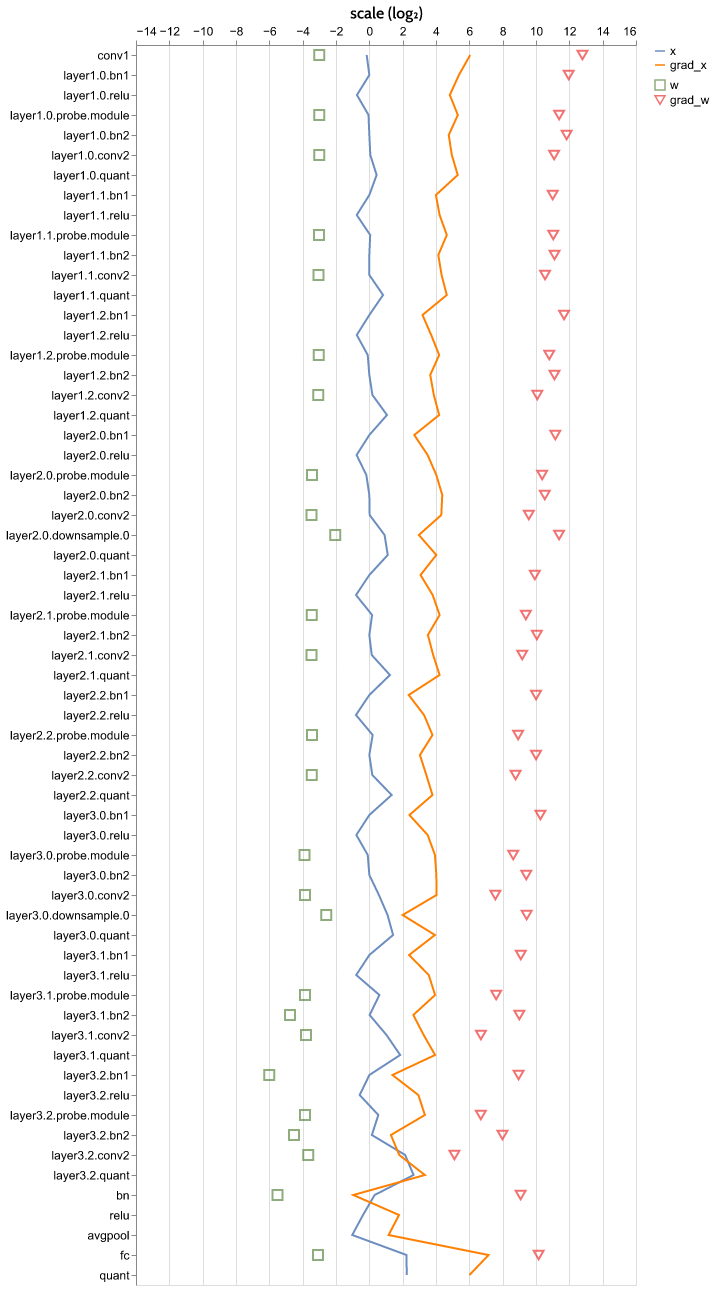 scale (log₂)
−14 −12 −10 −8 −6 −4 −2 0 2 4 6 8 10 12 14 16
x
grad_x
w
grad_w
conv1
layer1.0.bn1
layer1.0.relu
layer1.0.probe.module
layer1.0.bn2
layer1.0.conv2
layer1.0.quant
layer1.1.bn1
layer1.1.relu
layer1.1.probe.module
layer1.1.bn2
layer1.1.conv2
layer1.1.quant
layer1.2.bn1
layer1.2.relu
layer1.2.probe.module
layer1.2.bn2
layer1.2.conv2
layer1.2.quant
layer2.0.bn1
layer2.0.relu
layer2.0.probe.module
layer2.0.bn2
layer2.0.conv2
layer2.0.downsample.0
layer2.0.quant
layer2.1.bn1
layer2.1.relu
layer2.1.probe.module
layer2.1.bn2
layer2.1.conv2
layer2.1.quant
layer2.2.bn1
layer2.2.relu
layer2.2.probe.module
layer2.2.bn2
layer2.2.conv2
layer2.2.quant
layer3.0.bn1
layer3.0.relu
layer3.0.probe.module
layer3.0.bn2
layer3.0.conv2
layer3.0.downsample.0
layer3.0.quant
layer3.1.bn1
layer3.1.relu
layer3.1.probe.module
layer3.1.bn2
layer3.1.conv2
layer3.1.quant
layer3.2.bn1
layer3.2.relu
layer3.2.probe.module
layer3.2.bn2
layer3.2.conv2
layer3.2.quant
bn
relu
avgpool
fc
quant